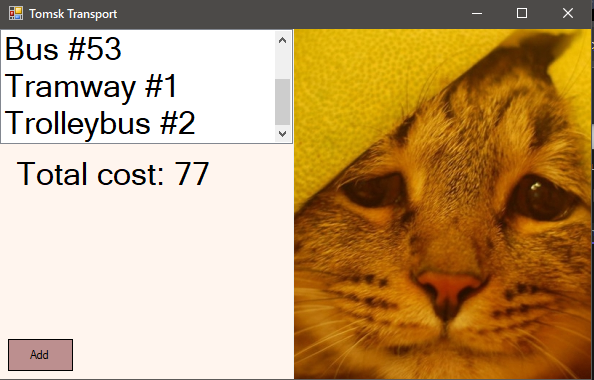 Tomsk Transport
Bus #53
Tramway #1
Trolleybus #2
Total cost: 77
Add